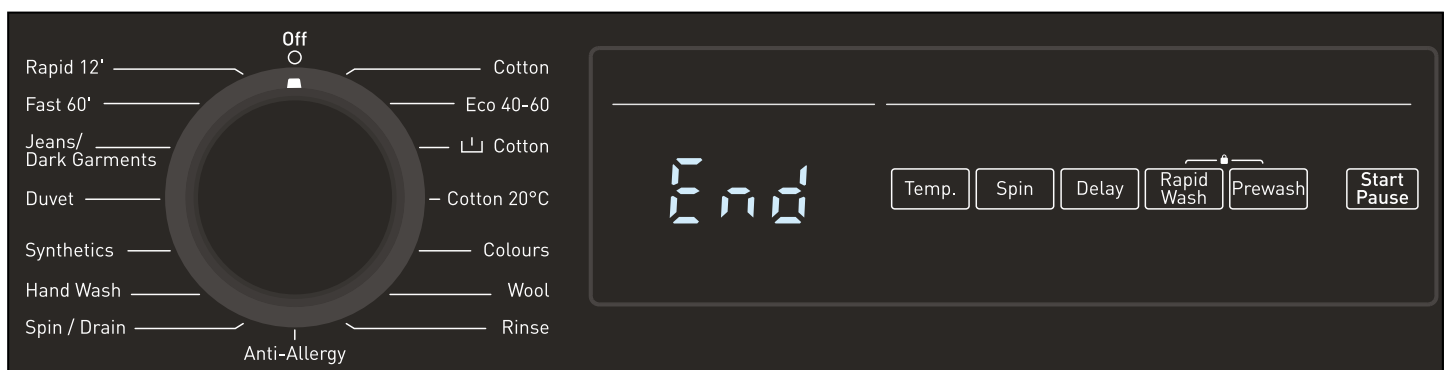 Off
Rapid 12'
Fast 60'
Jeans/
Dark Garments
Duvet
Synthetics
Hand Wash
Spin / Drain
Anti-Allergy
Cotton
Eco 40-60
Cotton
Cotton 20°C
Colours
Wool
Rinse
End
Temp.
Spin
Delay
Rapid
Wash
Prewash
Start
Pause